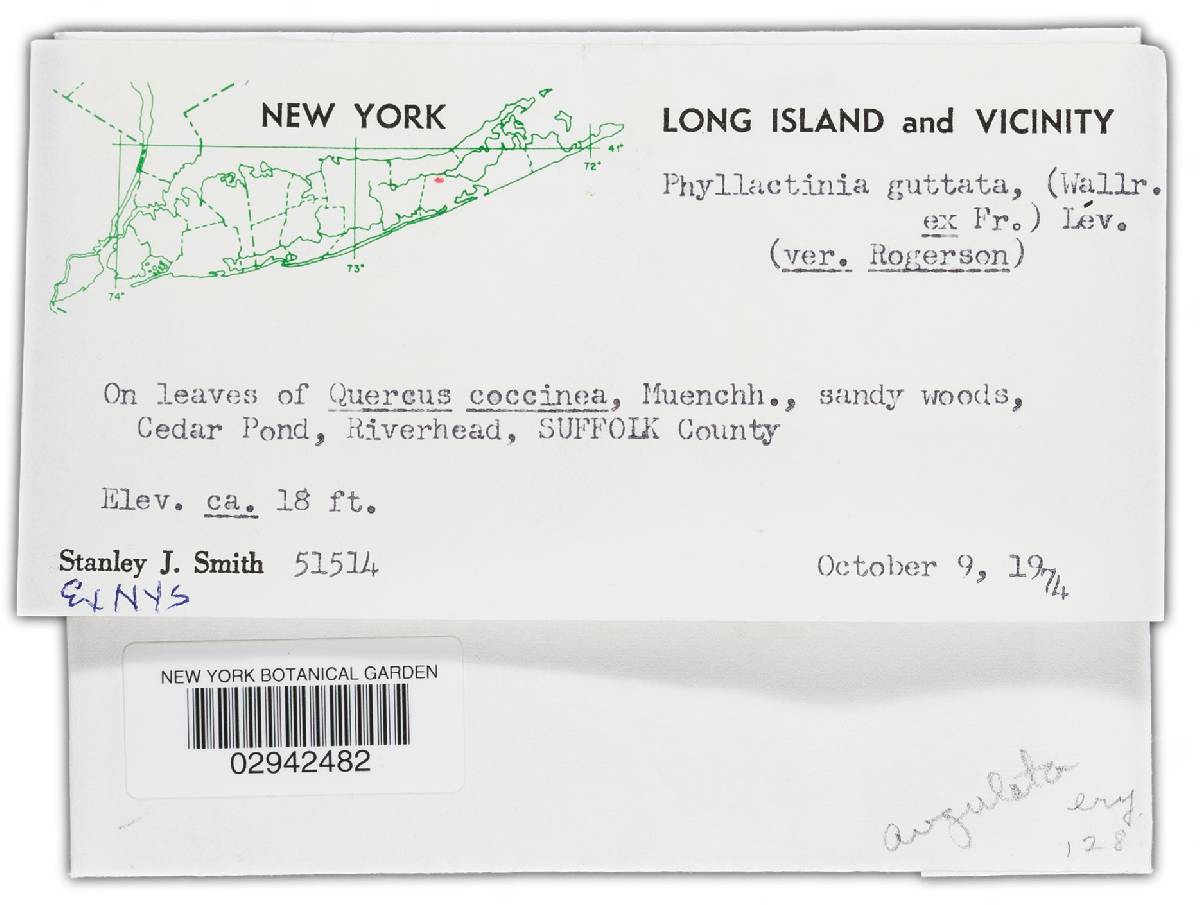 NEW YORK
LONG ISLAND and VICINITY
41°
72°
73°
74°
Phyllactinia guttata, (Wallr.
ex Fr.) Lév.
(ver. Rogerson)
On leaves of Quercus coccinea, Muenchh., sandy woods,
Cedar Pond, Riverhead, SUFFOLK County
Elev. ca. 18 ft.
Stanley J. Smith 51514
October 9, 1974
Ex NYS
NEW YORK BOTANICAL GARDEN
02942482
angulata
ery.
128